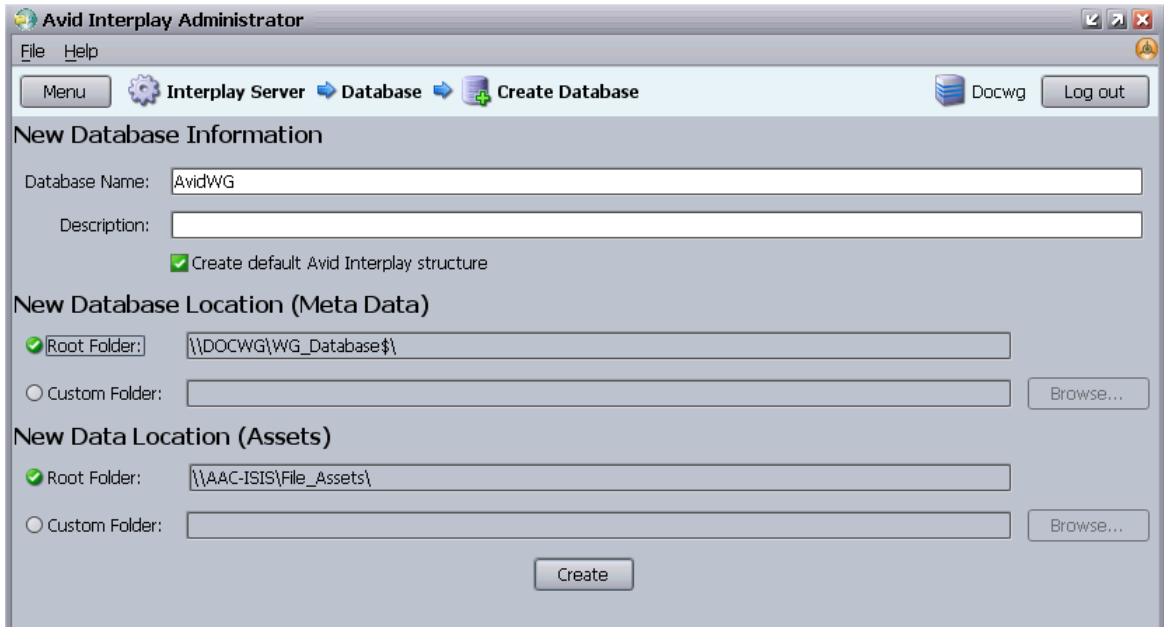 Avid Interplay Administrator
File Help
Menu Interplay Server Database Create Database Docwg Log out
New Database Information
Database Name: AvidWG
Description:
Create default Avid Interplay structure
New Database Location (Meta Data)
Root Folder: \\DOCWG\WG_Database$\
Custom Folder: Browse...
New Data Location (Assets)
Root Folder: \\AAC-ISIS\File_Assets\
Custom Folder: Browse...
Create